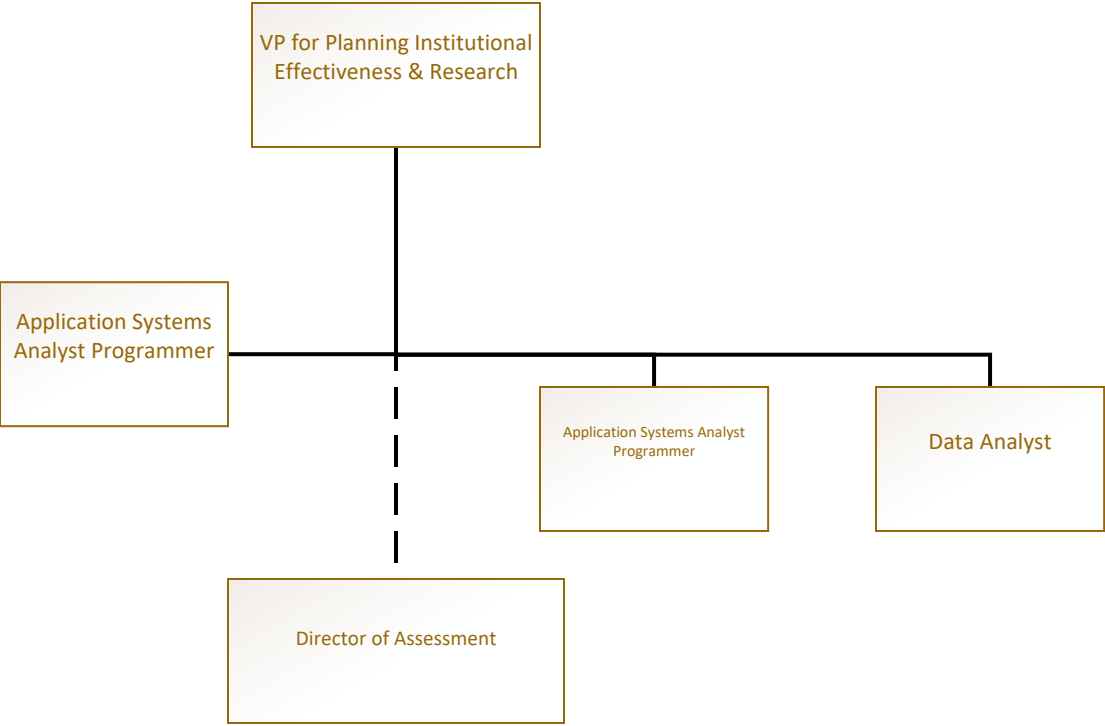 VP for Planning Institutional
Effectiveness & Research
Application Systems
Analyst Programmer
Application Systems Analyst
Programmer
Data Analyst
Director of Assessment